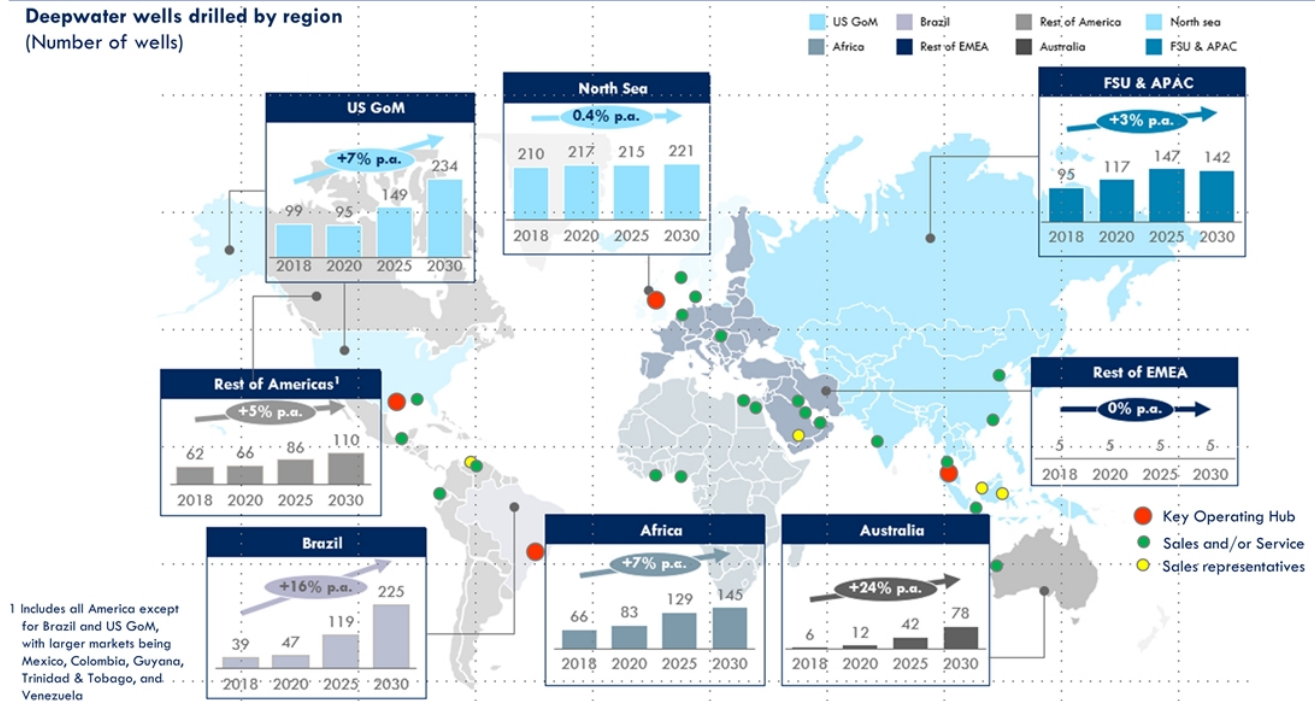 Deepwater wells drilled by region
(Number of wells)
US GoM
Brazil
Rest of America
North sea
Africa
Rest of EMEA
Australia
FSU & APAC
US GoM
+7% p.a.
99 95 149 234
2018 2020 2025 2030
North Sea
0.4% p.a.
210 217 215 221
2018 2020 2025 2030
FSU & APAC
+3% p.a.
95 117 147 142
2018 2020 2025 2030
Rest of Americas¹
+5% p.a.
62 66 86 110
2018 2020 2025 2030
Rest of EMEA
0% p.a.
5 5 5 5
2018 2020 2025 2030
Brazil
+16% p.a.
39 47 119 225
2018 2020 2025 2030
Africa
+7% p.a.
66 83 129 145
2018 2020 2025 2030
Australia
+24% p.a.
6 12 42 78
2018 2020 2025 2030
Key Operating Hub
Sales and/or Service
Sales representatives
1 Includes all America except
for Brazil and US GoM,
with larger markets being
Mexico, Colombia, Guyana,
Trinidad & Tobago, and
Venezuela